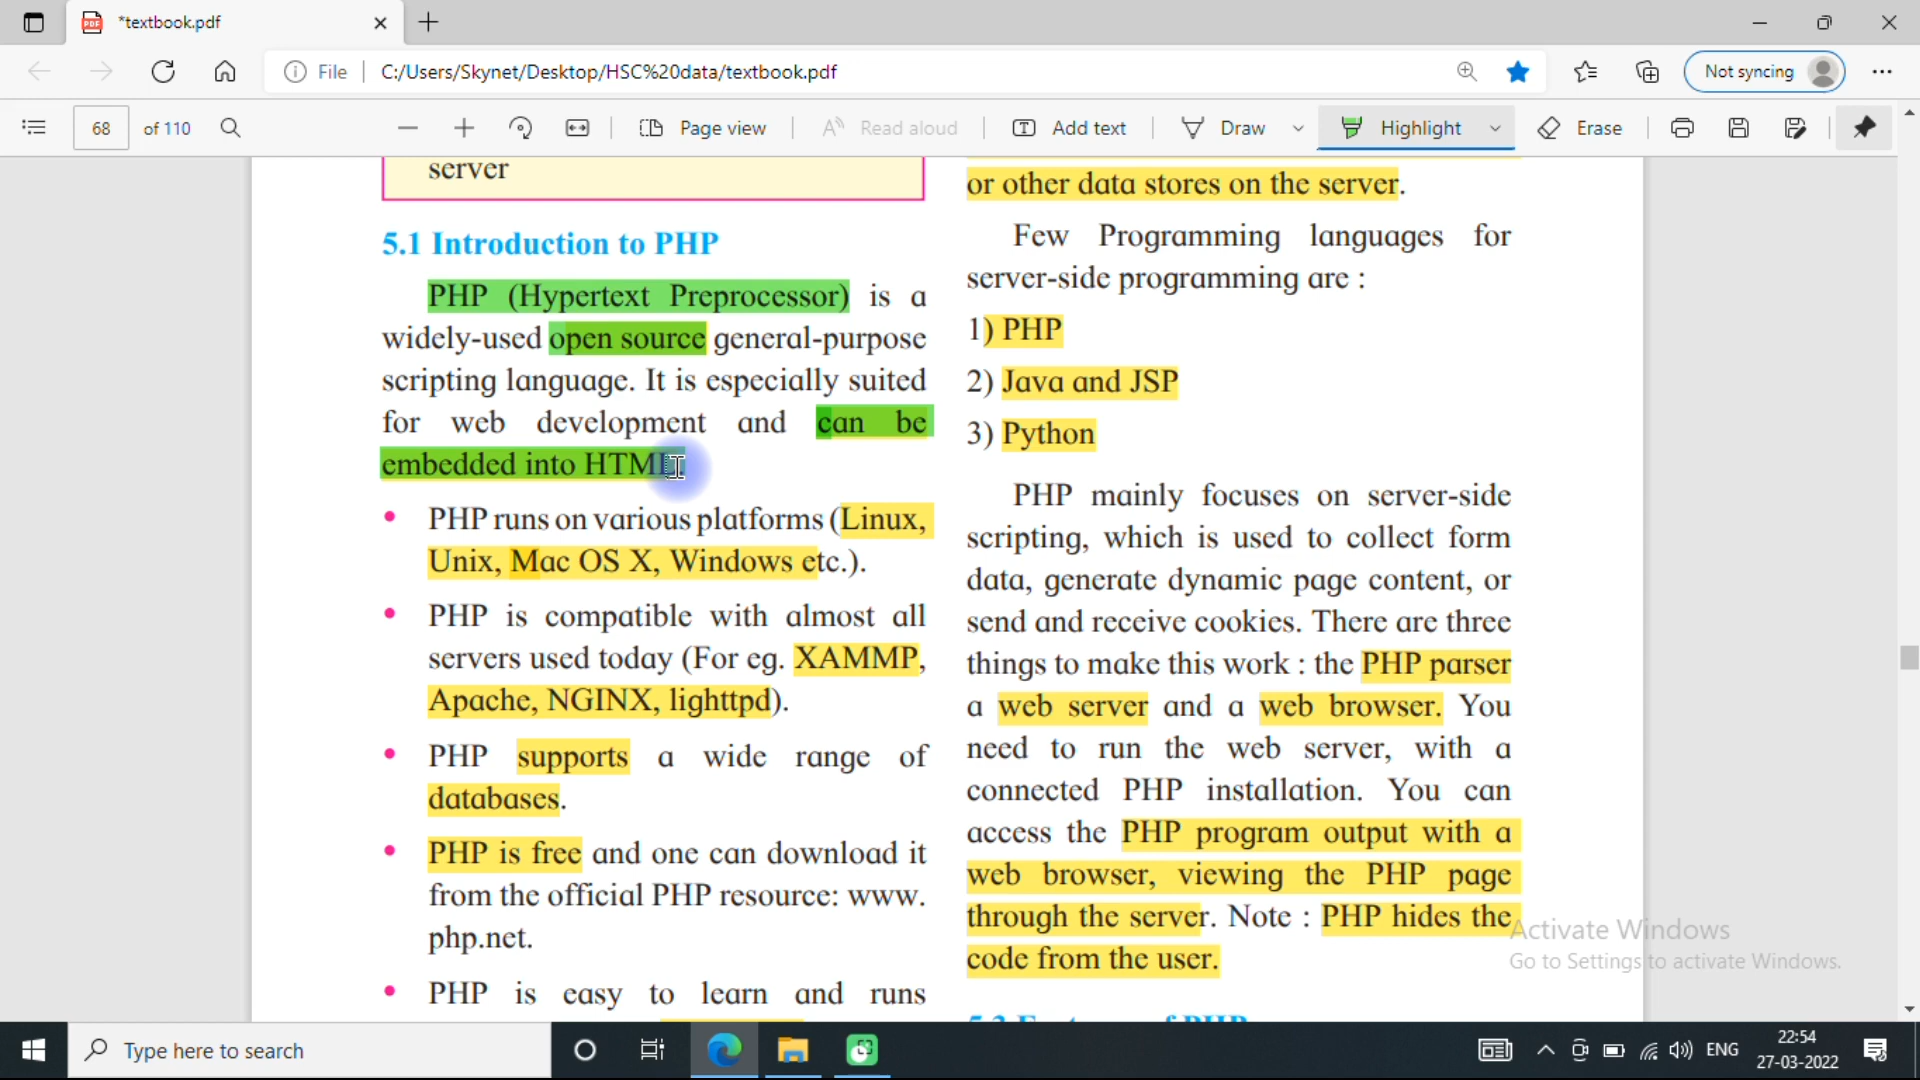 *textbook.pdf
File
C:/Users/Skynet/Desktop/HSC%20data/textbook.pdf
Not syncing
68
of 110
Page view
Read aloud
Add text
Draw
Highlight
Erase
server
5.1 Introduction to PHP
PHP (Hypertext Preprocessor) is a
widely-used open source general-purpose
scripting language. It is especially suited
for web development and can be
embedded into HTML.
• PHP runs on various platforms (Linux,
Unix, Mac OS X, Windows etc.).
• PHP is compatible with almost all
servers used today (For eg. XAMMP,
Apache, NGINX, lighttpd).
• PHP supports a wide range of
databases.
• PHP is free and one can download it
from the official PHP resource: www.
php.net.
• PHP is easy to learn and runs
or other data stores on the server.
Few Programming languages for
server-side programming are :
1) PHP
2) Java and JSP
3) Python
PHP mainly focuses on server-side
scripting, which is used to collect form
data, generate dynamic page content, or
send and receive cookies. There are three
things to make this work : the PHP parser
a web server and a web browser. You
need to run the web server, with a
connected PHP installation. You can
access the PHP program output with a
web browser, viewing the PHP page
through the server. Note : PHP hides the
code from the user.
Activate Windows
Go to Settings to activate Windows.
Type here to search
ENG
22:54
27-03-2022